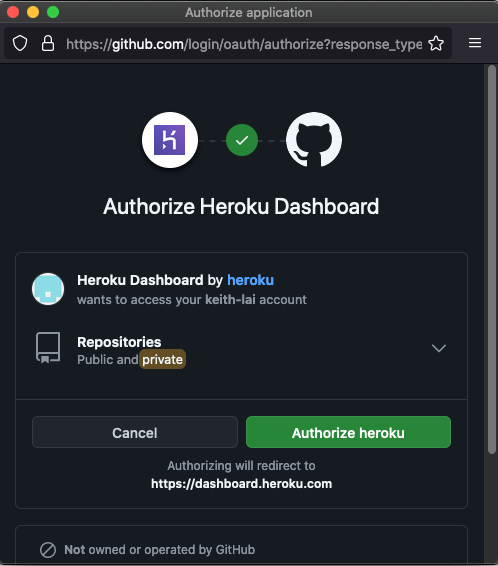 Authorize application
https://github.com/login/oauth/authorize?response_type
Authorize Heroku Dashboard
Heroku Dashboard by heroku
wants to access your keith-lai account
Repositories
Public and private
Cancel
Authorize heroku
Authorizing will redirect to
https://dashboard.heroku.com
Not owned or operated by GitHub